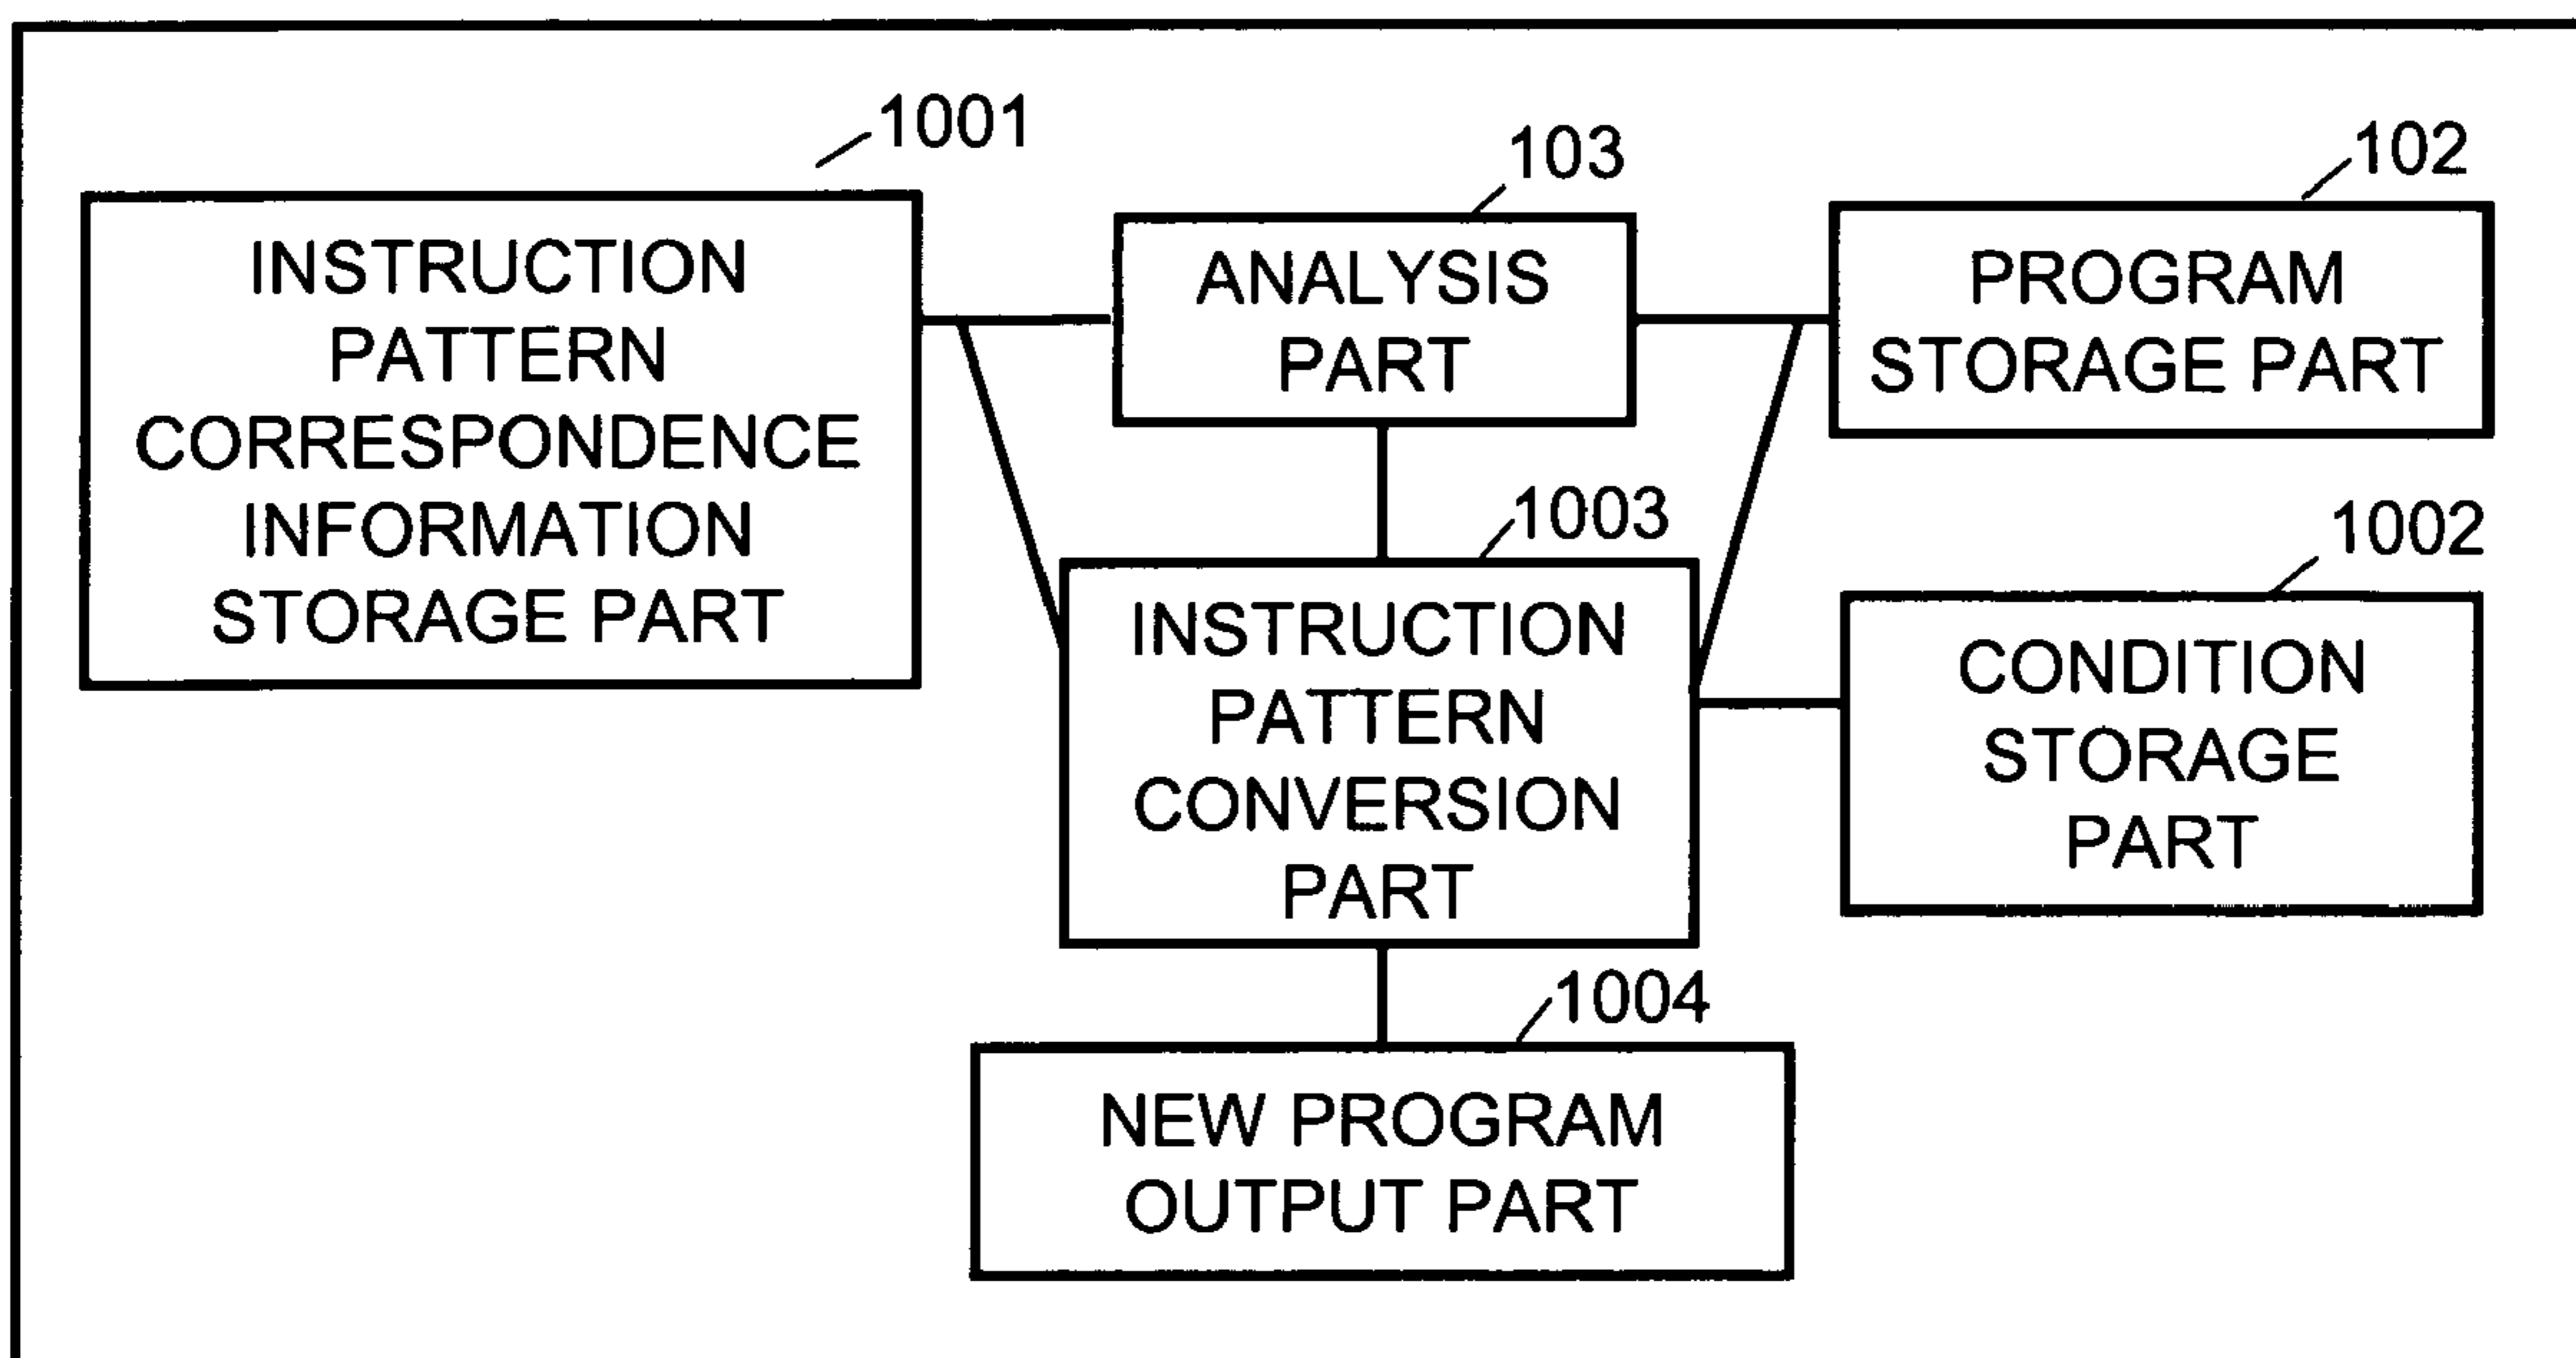 1001
INSTRUCTION
PATTERN
CORRESPONDENCE
INFORMATION
STORAGE PART
103
ANALYSIS
PART
102
PROGRAM
STORAGE PART
1003
INSTRUCTION
PATTERN
CONVERSION
PART
1002
CONDITION
STORAGE
PART
1004
NEW PROGRAM
OUTPUT PART